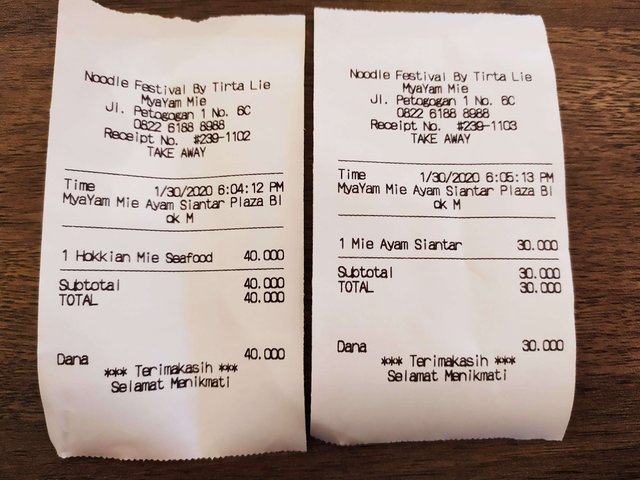 Noodle Festival By Tirta Lie
MyaYam Mie
Jl. Petogogan 1 No. 6C
0822 6188 8988
Receipt No. #239-1102
TAKE AWAY
Time 1/30/2020 6:04:12 PM
MyaYam Mie Ayam Siantar Plaza Bl
ok M
1 Hokkian Mie Seafood 40.000
Subtotal 40.000
TOTAL 40.000
Dana 40.000
*** Terimakasih ***
Selamat Menikmati
Noodle Festival By Tirta Lie
MyaYam Mie
Jl. Petogogan 1 No. 6C
0822 6188 8988
Receipt No. #239-1103
TAKE AWAY
Time 1/30/2020 6:05:13 PM
MyaYam Mie Ayam Siantar Plaza Bl
ok M
1 Mie Ayam Siantar 30.000
Subtotal 30.000
TOTAL 30.000
Dana 30.000
*** Terimakasih ***
Selamat Menikmati